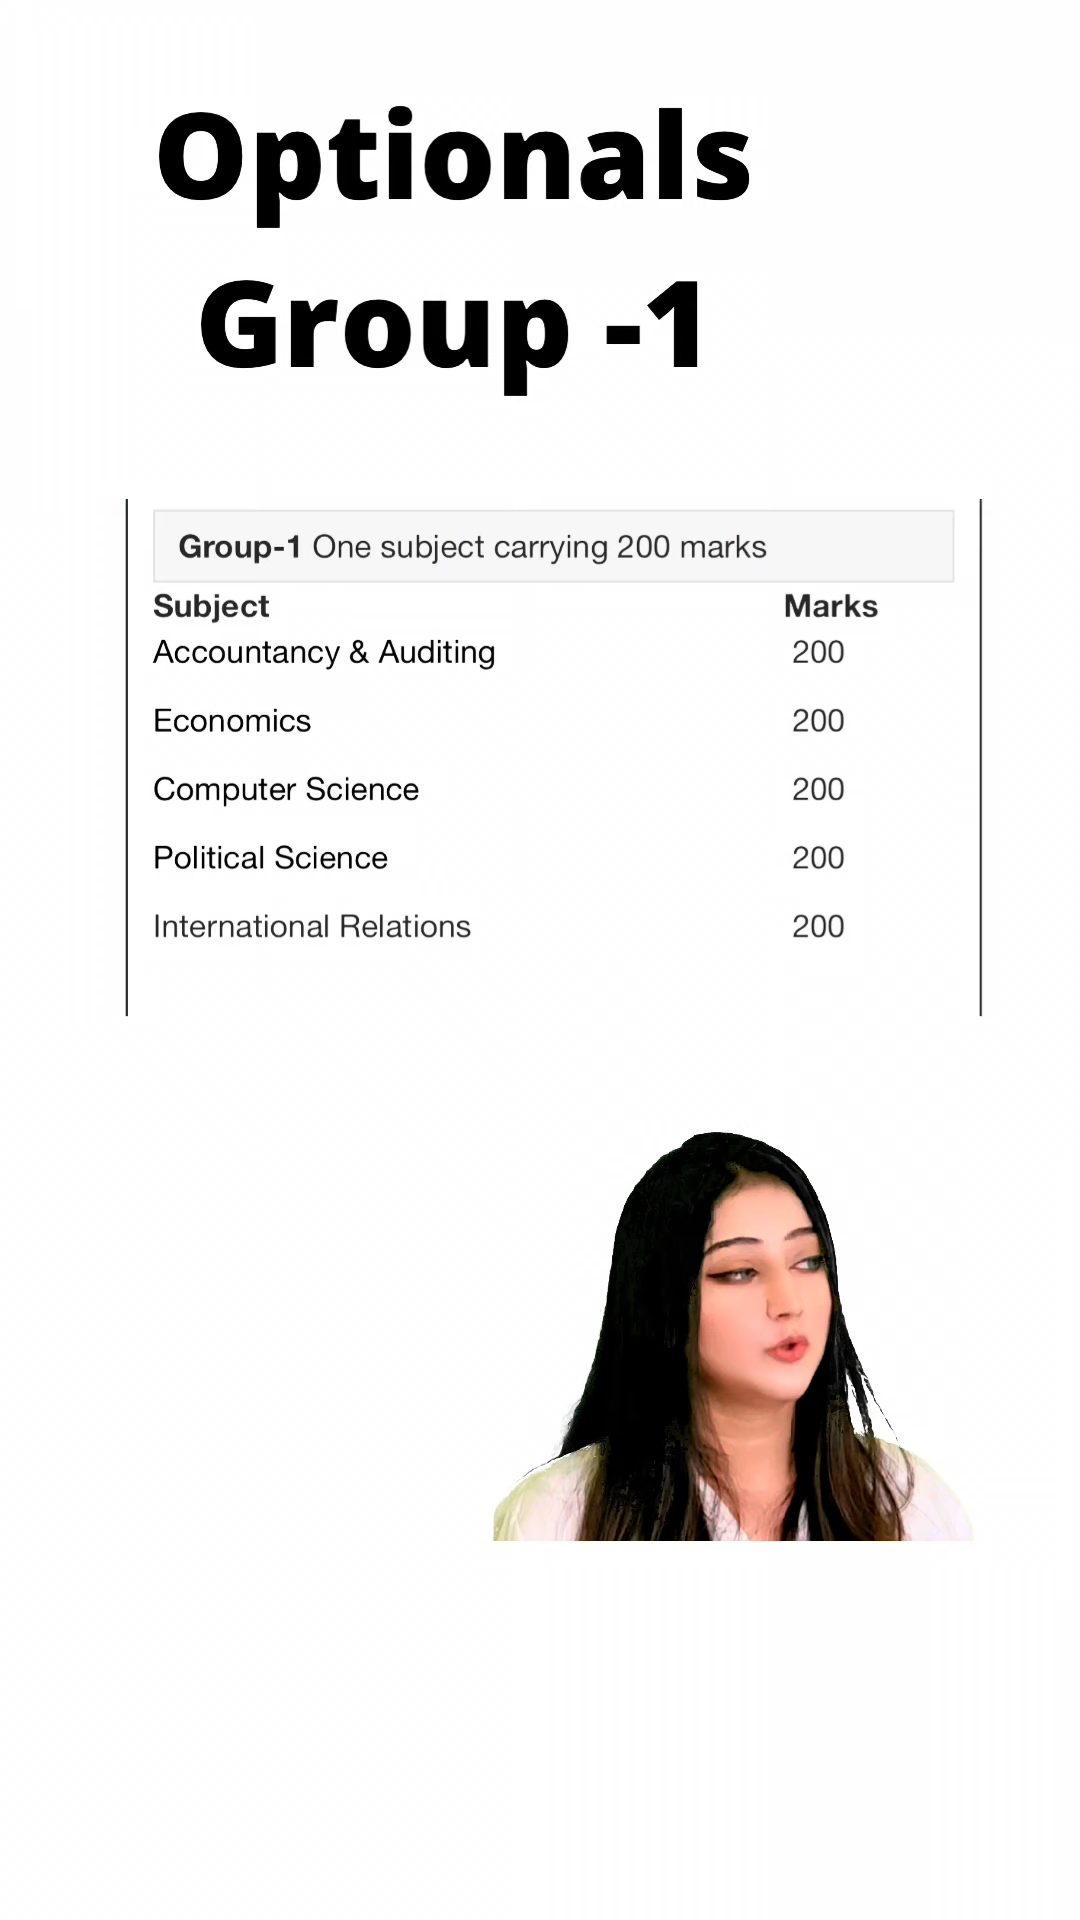 Optionals
Group -1
Group-1 One subject carrying 200 marks
Subject Marks
Accountancy & Auditing 200
Economics 200
Computer Science 200
Political Science 200
International Relations 200